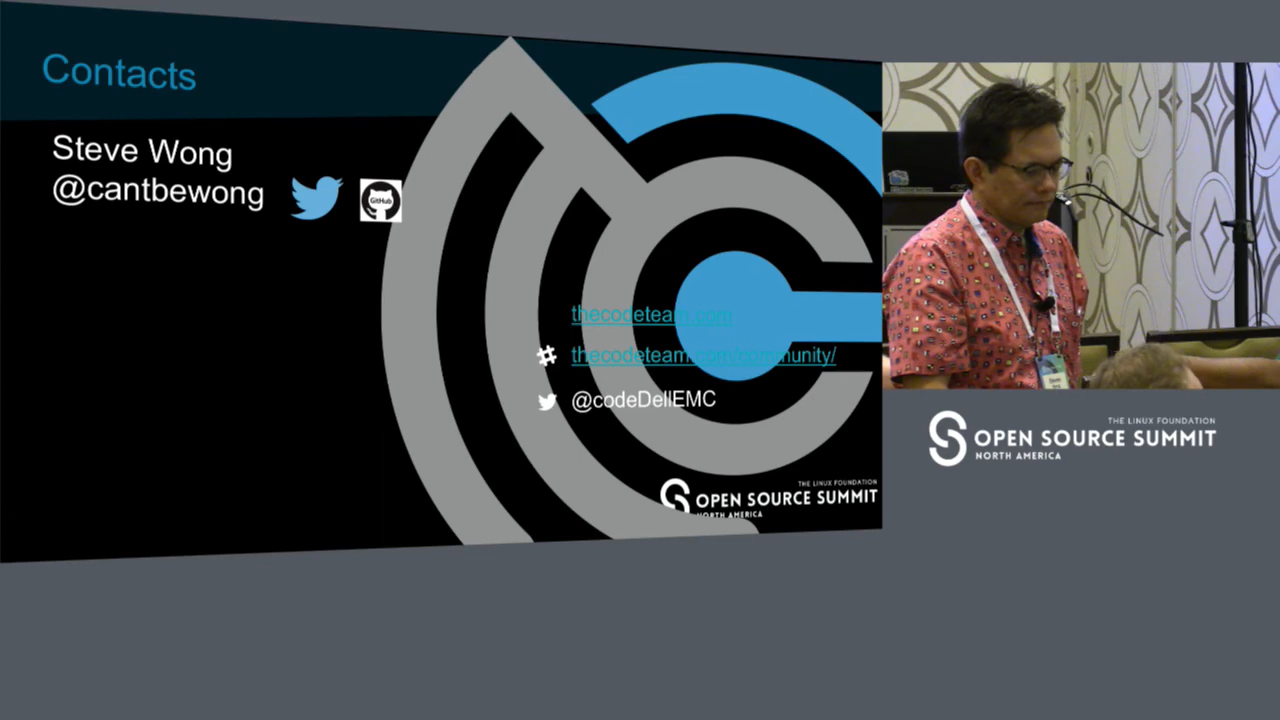 Contacts
Steve Wong
@cantbewong
GitHub
thecodeteam.com
thecodeteam.com/community/
@codeDellEMC
THE LINUX FOUNDATION
OPEN SOURCE SUMMIT
NORTH AMERICA
THE LINUX FOUNDATION
OPEN SOURCE SUMMIT
NORTH AMERICA